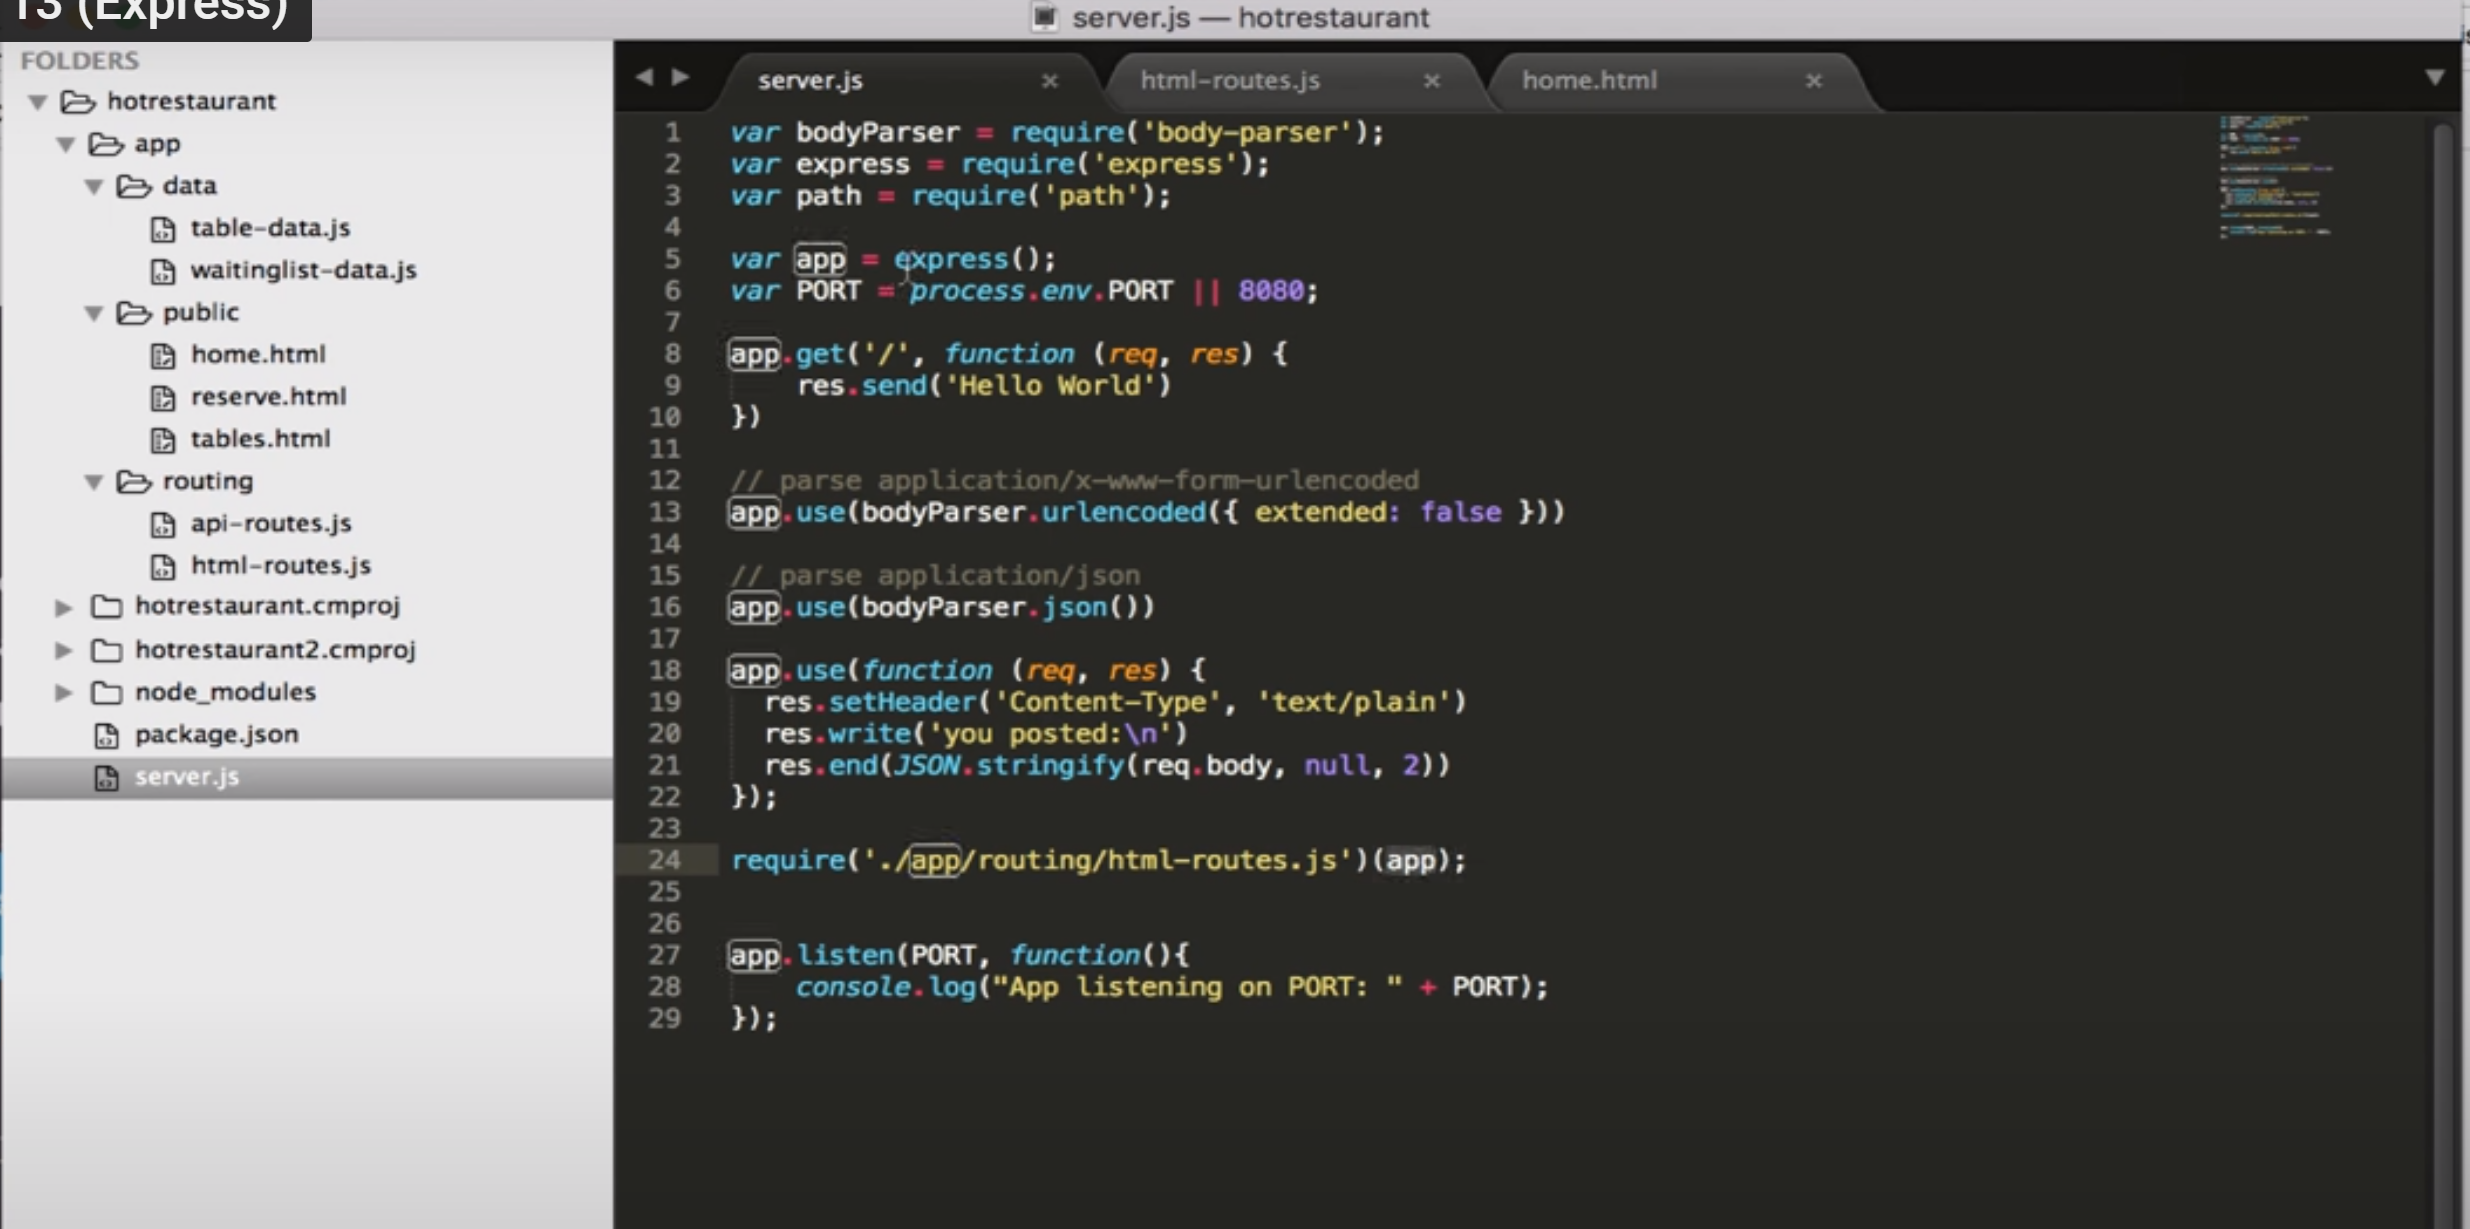 13 (Express)
server.js — hotrestaurant
FOLDERS
hotrestaurant
app
data
table-data.js
waitinglist-data.js
public
home.html
reserve.html
tables.html
routing
api-routes.js
html-routes.js
hotrestaurant.cmproj
hotrestaurant2.cmproj
node_modules
package.json
server.js
server.js × html-routes.js × home.html ×
1 var bodyParser = require('body-parser');
2 var express = require('express');
3 var path = require('path');
4
5 var app = express();
6 var PORT = process.env.PORT || 8080;
7
8 app.get('/', function (req, res) {
9     res.send('Hello World')
10 })
11
12 // parse application/x-www-form-urlencoded
13 app.use(bodyParser.urlencoded({ extended: false }))
14
15 // parse application/json
16 app.use(bodyParser.json())
17
18 app.use(function (req, res) {
19   res.setHeader('Content-Type', 'text/plain')
20   res.write('you posted:\n')
21   res.end(JSON.stringify(req.body, null, 2))
22 });
23
24 require('./app/routing/html-routes.js')(app);
25
26
27 app.listen(PORT, function(){
28     console.log("App listening on PORT: " + PORT);
29 });